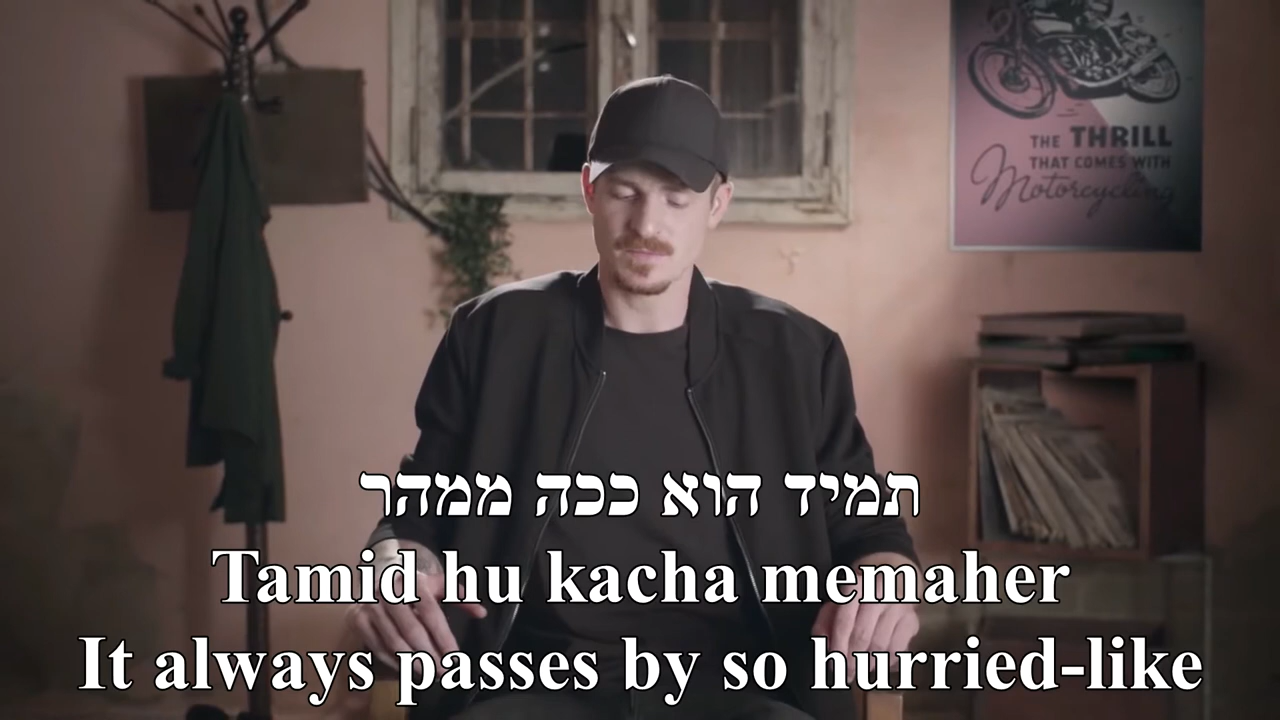 THE THRILL
THAT COMES WITH
Motorcycling
תמיד הוא ככה ממהר
Tamid hu kacha memaher
It always passes by so hurried-like